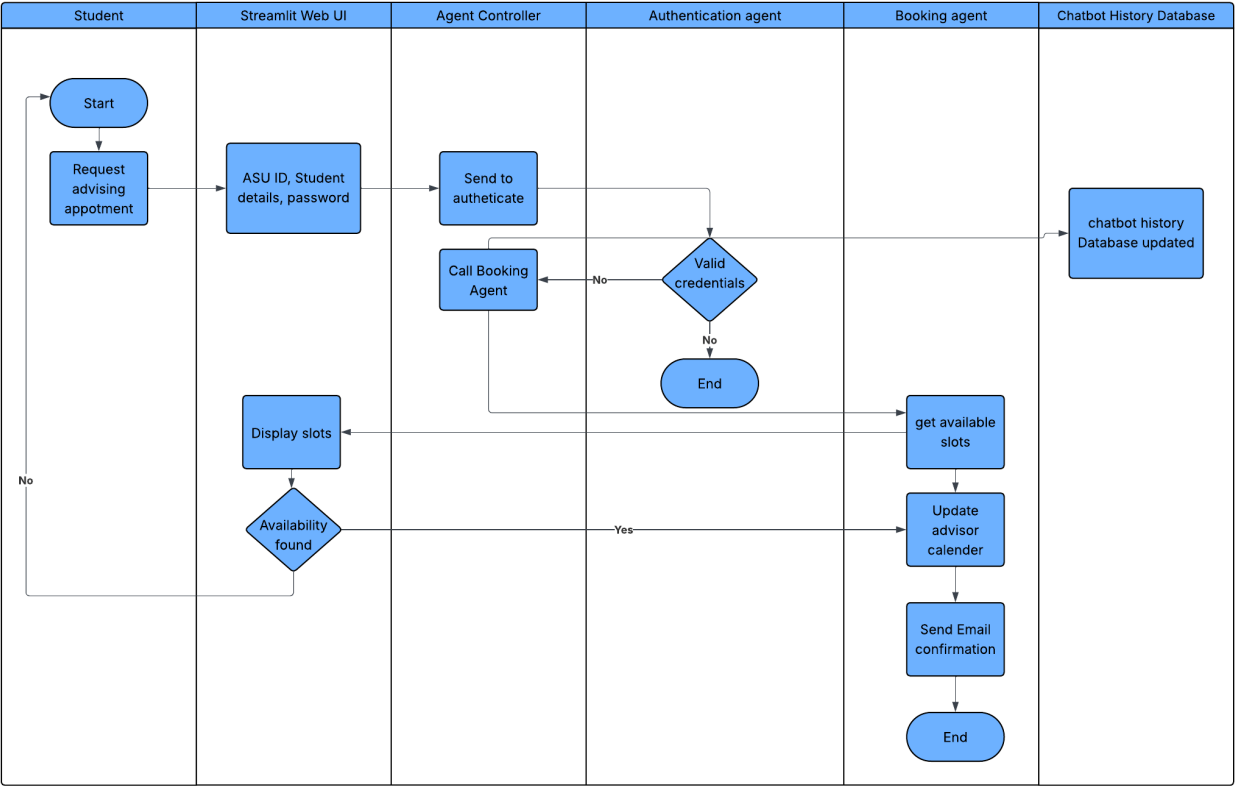 Student
Streamlit Web UI
Agent Controller
Authentication agent
Booking agent
Chatbot History Database
Start
Request
advising
appotment
ASU ID, Student
details, password
Send to
autheticate
Valid
credentials
chatbot history
Database updated
Call Booking
Agent
No
No
End
Display slots
get available
slots
No
Availability
found
Yes
Update
advisor
calender
Send Email
confirmation
End